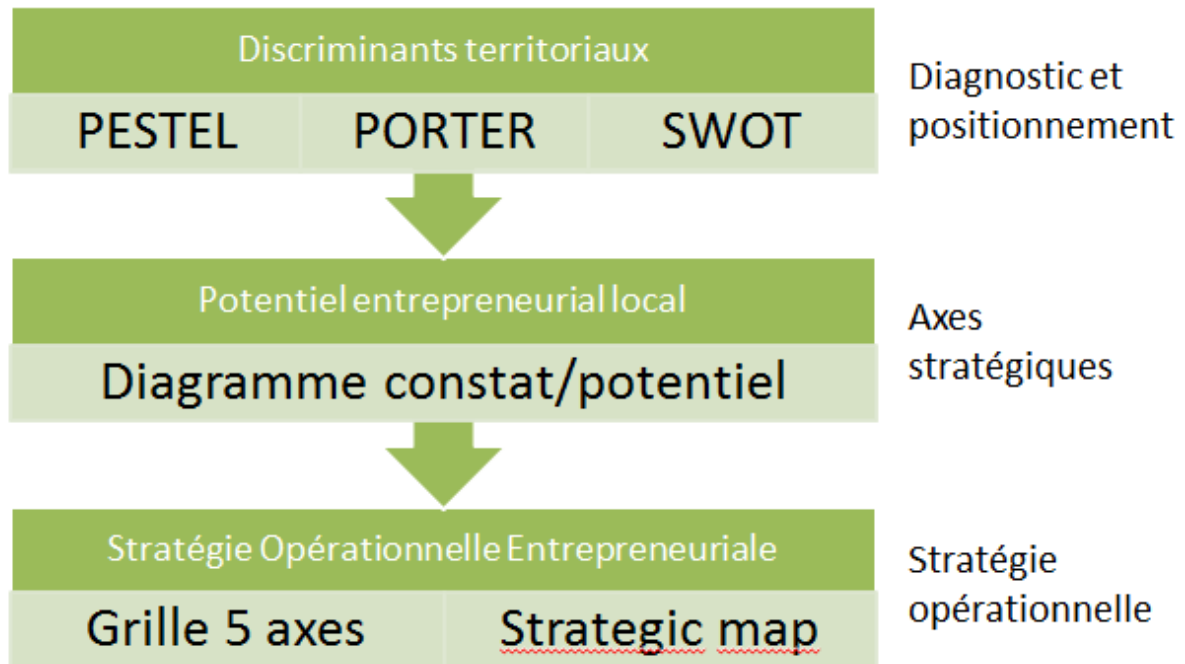 Discriminants territoriaux
PESTEL PORTER SWOT
Diagnostic et
positionnement
Potentiel entrepreneurial local
Diagramme constat/potentiel
Axes
stratégiques
Stratégie Opérationnelle Entrepreneuriale
Grille 5 axes Strategic map
Stratégie
opérationnelle